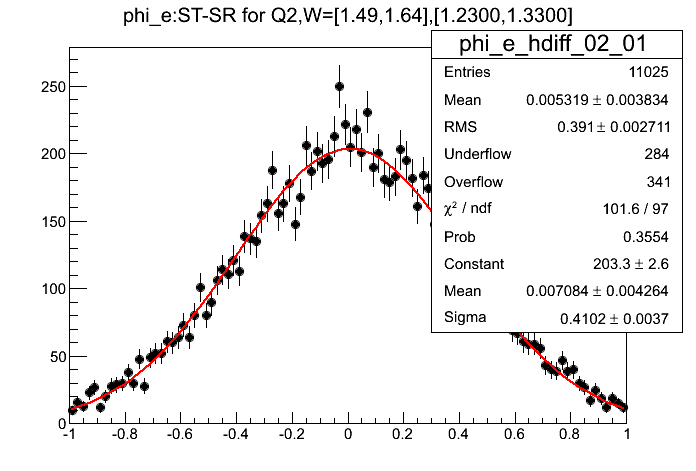 phi_e:ST-SR for Q2,W=[1.49,1.64],[1.2300,1.3300]
phi_e_hdiff_02_01
Entries 11025
Mean 0.005319 ± 0.003834
RMS 0.391 ± 0.002711
Underflow 284
Overflow 341
χ² / ndf 101.6 / 97
Prob 0.3554
Constant 203.3 ± 2.6
Mean 0.007084 ± 0.004264
Sigma 0.4102 ± 0.0037
250
200
150
100
50
0
-1 -0.8 -0.6 -0.4 -0.2 0 0.2 0.4 0.6 0.8 1